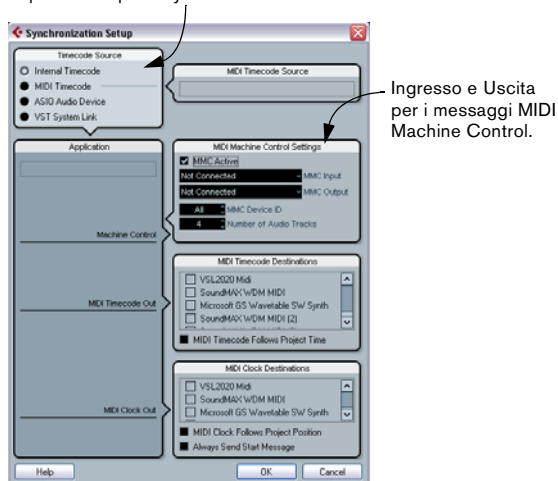 Synchronization Setup
Timecode Source
Internal Timecode
MIDI Timecode
ASIO Audio Device
VST System Link
MIDI Timecode Source
Ingresso e Uscita
per i messaggi MIDI
Machine Control.
Application
Machine Control
MIDI Timecode Out
MIDI Clock Out
MIDI Machine Control Settings
MMC Active
Not Connected MMC Input
Not Connected MMC Output
All MMC Device ID
4 Number of Audio Tracks
MIDI Timecode Destinations
VSL2020 Midi
SoundMAX WDM MIDI
Microsoft GS Wavetable SW Synth
SoundMAX WDM MIDI (2)
MIDI Timecode Follows Project Time
MIDI Clock Destinations
VSL2020 Midi
SoundMAX WDM MIDI
Microsoft GS Wavetable SW Synth
MIDI Clock Follows Project Position
Always Send Start Message
Help
OK
Cancel